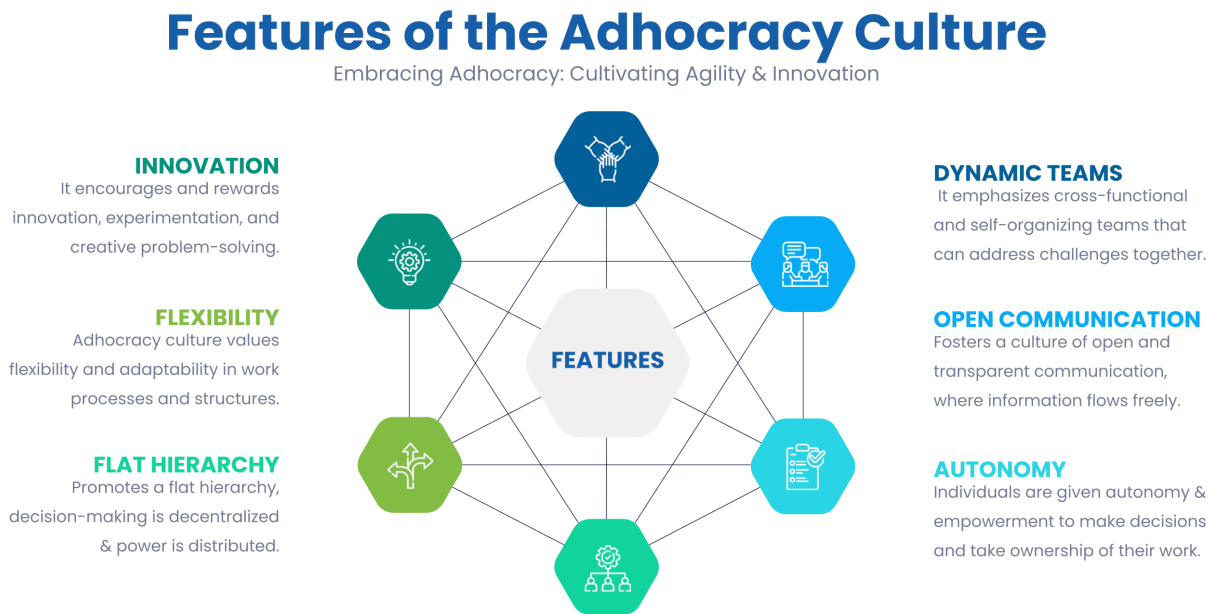 Features of the Adhocracy Culture
Embracing Adhocracy: Cultivating Agility & Innovation
INNOVATION
It encourages and rewards
innovation, experimentation, and
creative problem-solving.
FLEXIBILITY
Adhocracy culture values
flexibility and adaptability in work
processes and structures.
FLAT HIERARCHY
Promotes a flat hierarchy,
decision-making is decentralized
& power is distributed.
FEATURES
DYNAMIC TEAMS
It emphasizes cross-functional
and self-organizing teams that
can address challenges together.
OPEN COMMUNICATION
Fosters a culture of open and
transparent communication,
where information flows freely.
AUTONOMY
Individuals are given autonomy &
empowerment to make decisions
and take ownership of their work.